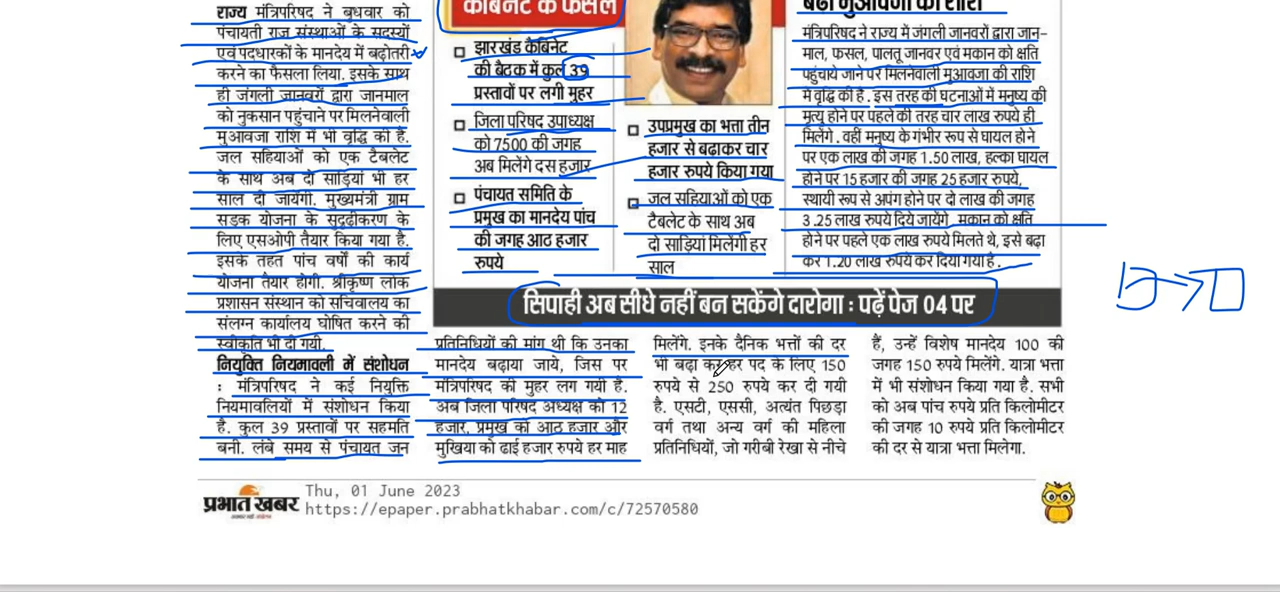 कैबिनेट के फैसले
राज्य मंत्रिपरिषद ने बुधवार को
पंचायती राज संस्थाओं के सदस्यों
एवं पदधारकों के मानदेय में बढ़ोतरी
करने का फैसला लिया. इसके साथ
ही जंगली जानवरों द्वारा जानमाल
को नुकसान पहुंचाने पर मिलनेवाली
मुआवजा राशि में भी वृद्धि की है.
जल सहियाओं को एक टैबलेट
के साथ अब दो साड़ियां भी हर
साल दी जायेंगी. मुख्यमंत्री ग्राम
सड़क योजना के सुदृढ़ीकरण के
लिए एसओपी तैयार किया गया है.
इसके तहत पांच वर्षों की कार्य
योजना तैयार होगी. श्रीकृष्ण लोक
प्रशासन संस्थान को सचिवालय का
संलग्न कार्यालय घोषित करने की
स्वीकृति भी दी गयी.
नियुक्ति नियमावली में संशोधन
: मंत्रिपरिषद ने कई नियुक्ति
नियमावलियों में संशोधन किया
है. कुल 39 प्रस्तावों पर सहमति
बनी. लंबे समय से पंचायत जन
झारखंड कैबिनेट
की बैठक में कुल 39
प्रस्तावों पर लगी मुहर
जिला परिषद उपाध्यक्ष
को 7500 की जगह
अब मिलेंगे दस हजार
पंचायत समिति के
प्रमुख का मानदेय पांच
की जगह आठ हजार
रुपये
उपप्रमुख का भत्ता तीन
हजार से बढाकर चार
हजार रुपये किया गया
जल सहियाओं को एक
टैबलेट के साथ अब
दो साड़ियां मिलेंगी हर
साल
बढ़ी मुआवजा की राशि
मंत्रिपरिषद ने राज्य में जंगली जानवरों द्वारा जान-
माल, फसल, पालतू जानवर एवं मकान को क्षति
पहुंचाये जाने पर मिलनेवाली मुआवजा की राशि
में वृद्धि की है. इस तरह की घटनाओं में मनुष्य की
मृत्यु होने पर पहले की तरह चार लाख रुपये ही
मिलेंगे. वहीं मनुष्य के गंभीर रूप से घायल होने
पर एक लाख की जगह 1.50 लाख, हल्का घायल
होने पर 15 हजार की जगह 25 हजार रुपये,
स्थायी रूप से अपंग होने पर दो लाख की जगह
3.25 लाख रुपये दिये जायेंगे. मकान को क्षति
होने पर पहले एक लाख रुपये मिलते थे, इसे बढ़ा
कर 1.20 लाख रुपये कर दिया गया है.
सिपाही अब सीधे नहीं बन सकेंगे दारोगा : पढ़ें पेज 04 पर
प्रतिनिधियों की मांग थी कि उनका
मानदेय बढ़ाया जाये, जिस पर
मंत्रिपरिषद की मुहर लग गयी है.
अब जिला परिषद अध्यक्ष को 12
हजार, प्रमुख को आठ हजार और
मुखिया को ढाई हजार रुपये हर माह
मिलेंगे. इनके दैनिक भत्तों की दर
भी बढ़ा कर हर पद के लिए 150
रुपये से 250 रुपये कर दी गयी
है. एसटी, एससी, अत्यंत पिछड़ा
वर्ग तथा अन्य वर्ग की महिला
प्रतिनिधियों, जो गरीबी रेखा से नीचे
हैं, उन्हें विशेष मानदेय 100 की
जगह 150 रुपये मिलेंगे. यात्रा भत्ता
में भी संशोधन किया गया है. सभी
को अब पांच रुपये प्रति किलोमीटर
की जगह 10 रुपये प्रति किलोमीटर
की दर से यात्रा भत्ता मिलेगा.
प्रभात खबर
Thu, 01 June 2023
https://epaper.prabhatkhabar.com/c/72570580